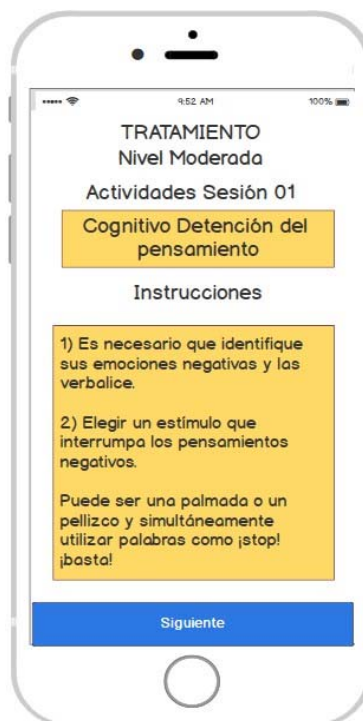 9:52 AM
100%
TRATAMIENTO
Nivel Moderada
Actividades Sesión 01
Cognitivo Detención del
pensamiento
Instrucciones
1) Es necesario que identifique
sus emociones negativas y las
verbalice.
2) Elegir un estímulo que
interrumpa los pensamientos
negativos.
Puede ser una palmada o un
pellizco y simultáneamente
utilizar palabras como ¡stop!
¡basta!
Siguiente